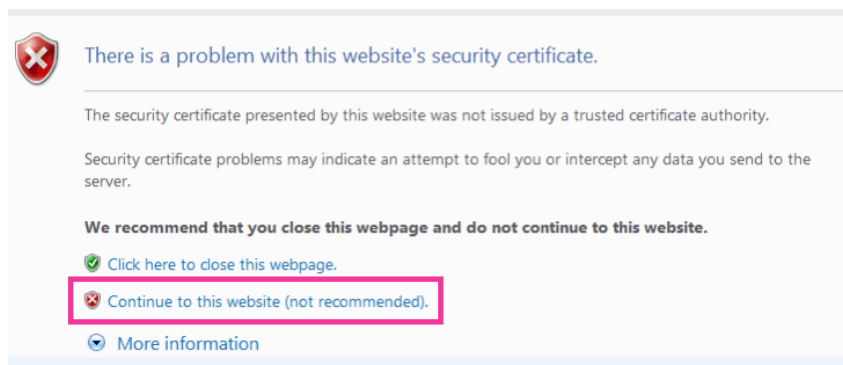 There is a problem with this website's security certificate.
The security certificate presented by this website was not issued by a trusted certificate authority.
Security certificate problems may indicate an attempt to fool you or intercept any data you send to the
server.
We recommend that you close this webpage and do not continue to this website.
Click here to close this webpage.
Continue to this website (not recommended).
More information